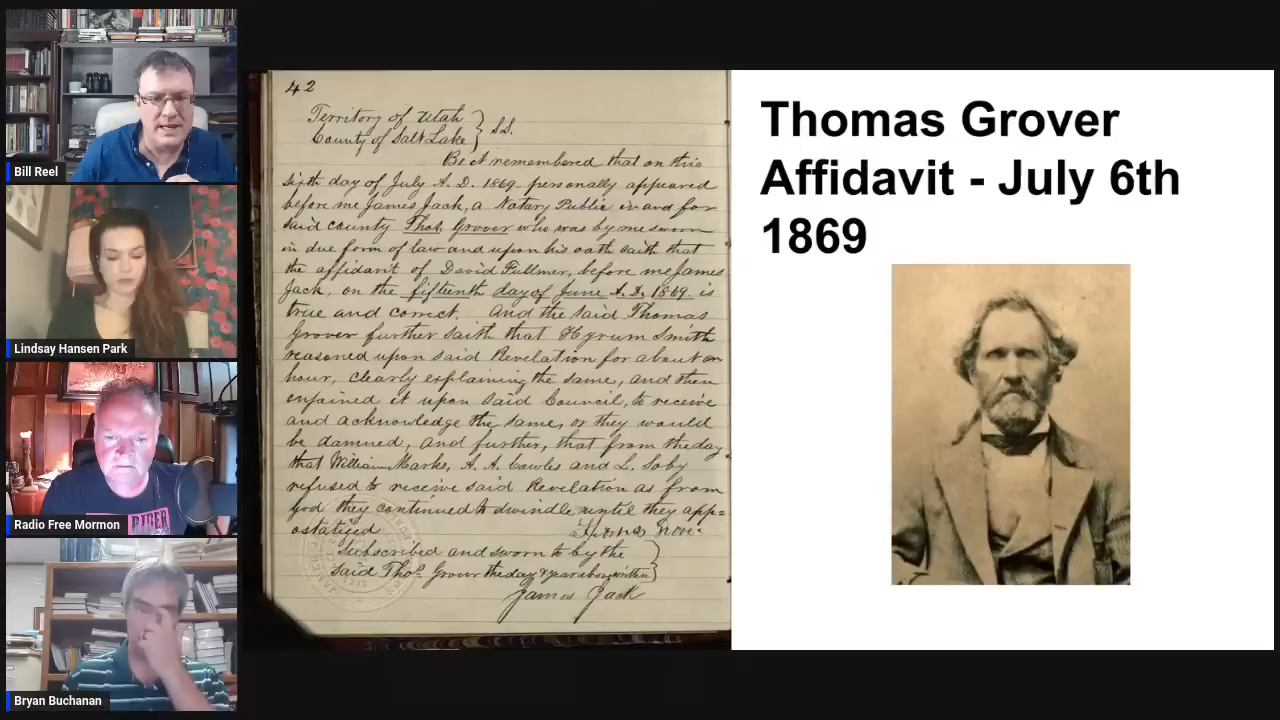 Bill Reel
Lindsay Hansen Park
Radio Free Mormon
RIDER
Bryan Buchanan
42
Territory of Utah
County of Salt Lake } SS.
Be it remembered that on this
sixth day of July A. D. 1869. personally appeared
before me James Jack, a Notary Public in and for
said county Thos. Grover who was by me sworn
in due form of law and upon his oath saith that
the affidavit of David Fullmer, before me James
Jack, on the fifteenth day of June A. D. 1869. is
true and correct. And the said Thomas
Grover further saith that Hyrum Smith
reasoned upon said Revelation for about an
hour, clearly explaining the same, and then
enjoined it upon said Council, to receive
and acknowledge the same, or they would
be damned, and further, that from the day
that William Marks, A. A. Cowles and L. Soby
refused to receive said Revelation as from
God they continued to dwindle until they app=
ostatized
Thomas Grover
Subscribed and sworn to by the
said Thos. Grover the day & year above written
James Jack
Thomas Grover
Affidavit - July 6th
1869